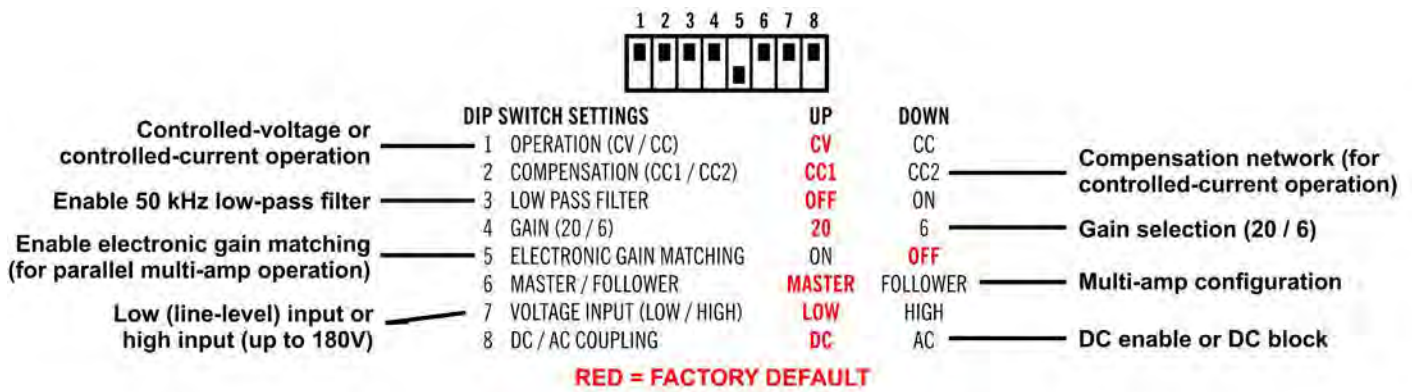 1 2 3 4 5 6 7 8
DIP SWITCH SETTINGS UP DOWN
1 OPERATION (CV / CC) CV CC
2 COMPENSATION (CC1 / CC2) CC1 CC2
3 LOW PASS FILTER OFF ON
4 GAIN (20 / 6) 20 6
5 ELECTRONIC GAIN MATCHING ON OFF
6 MASTER / FOLLOWER MASTER FOLLOWER
7 VOLTAGE INPUT (LOW / HIGH) LOW HIGH
8 DC / AC COUPLING DC AC
RED = FACTORY DEFAULT
Controlled-voltage or
controlled-current operation
Enable 50 kHz low-pass filter
Enable electronic gain matching
(for parallel multi-amp operation)
Low (line-level) input or
high input (up to 180V)
Compensation network (for
controlled-current operation)
Gain selection (20 / 6)
Multi-amp configuration
DC enable or DC block